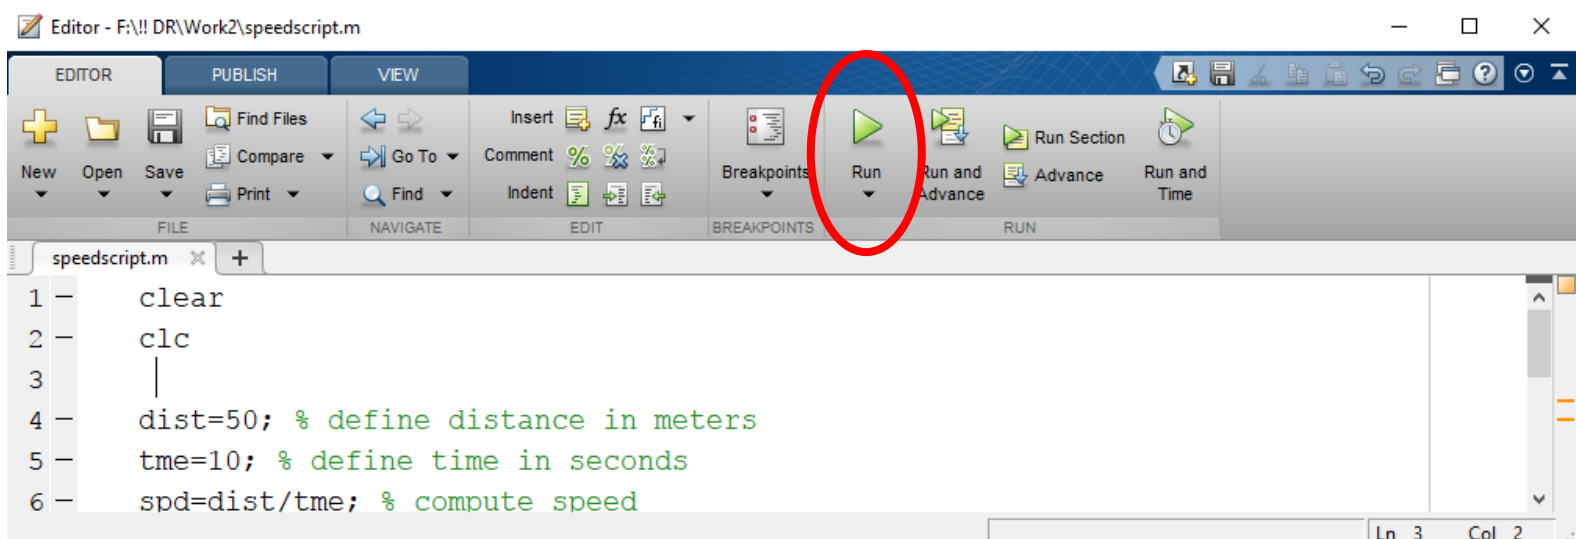 Editor - F:\!! DR\Work2\speedscript.m
EDITOR PUBLISH VIEW
New Open Save
Find Files
Compare
Print
FILE
Go To
Find
NAVIGATE
Insert fx
Comment
Indent
EDIT
Breakpoints
BREAKPOINTS
Run
Run and Advance
Run Section
Advance
Run and Time
RUN
speedscript.m
1 clear
2 clc
3
4 dist=50; % define distance in meters
5 tme=10; % define time in seconds
6 spd=dist/tme; % compute speed
Ln 3 Col 2